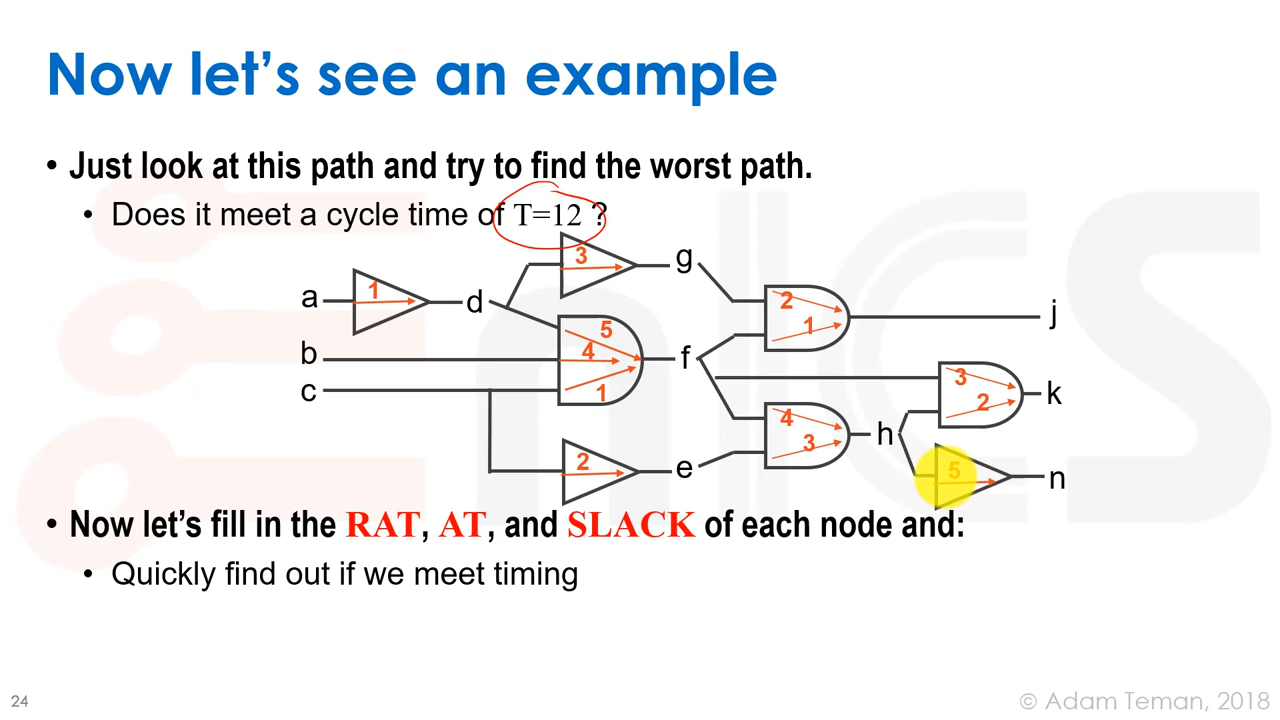 Now let's see an example
• Just look at this path and try to find the worst path.
• Does it meet a cycle time of T=12 ?
3
g
a
1
d
2
5
1
j
b
4
f
c
1
3
2
k
4
3
h
2
e
5
n
• Now let's fill in the RAT, AT, and SLACK of each node and:
• Quickly find out if we meet timing
24
© Adam Teman, 2018